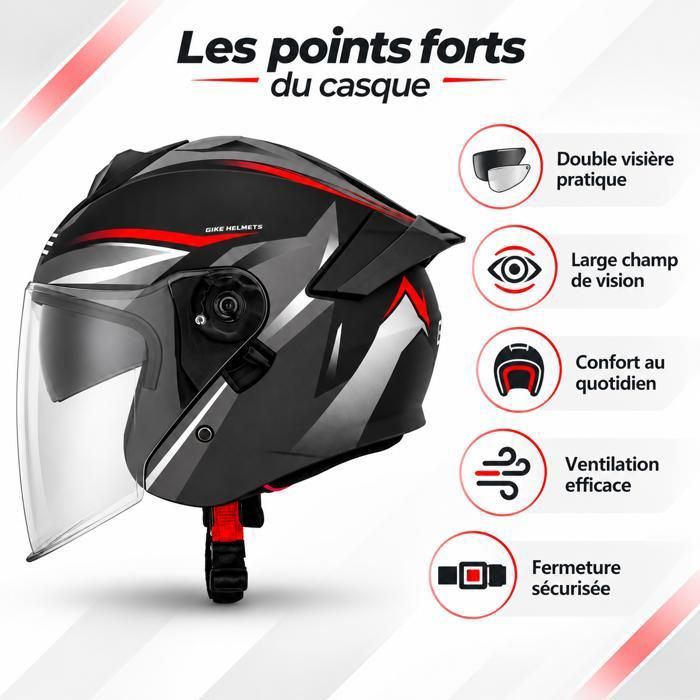 Les points forts
du casque
GIKE HELMETS
Double visière
pratique
Large champ
de vision
Confort au
quotidien
Ventilation
efficace
Fermeture
sécurisée